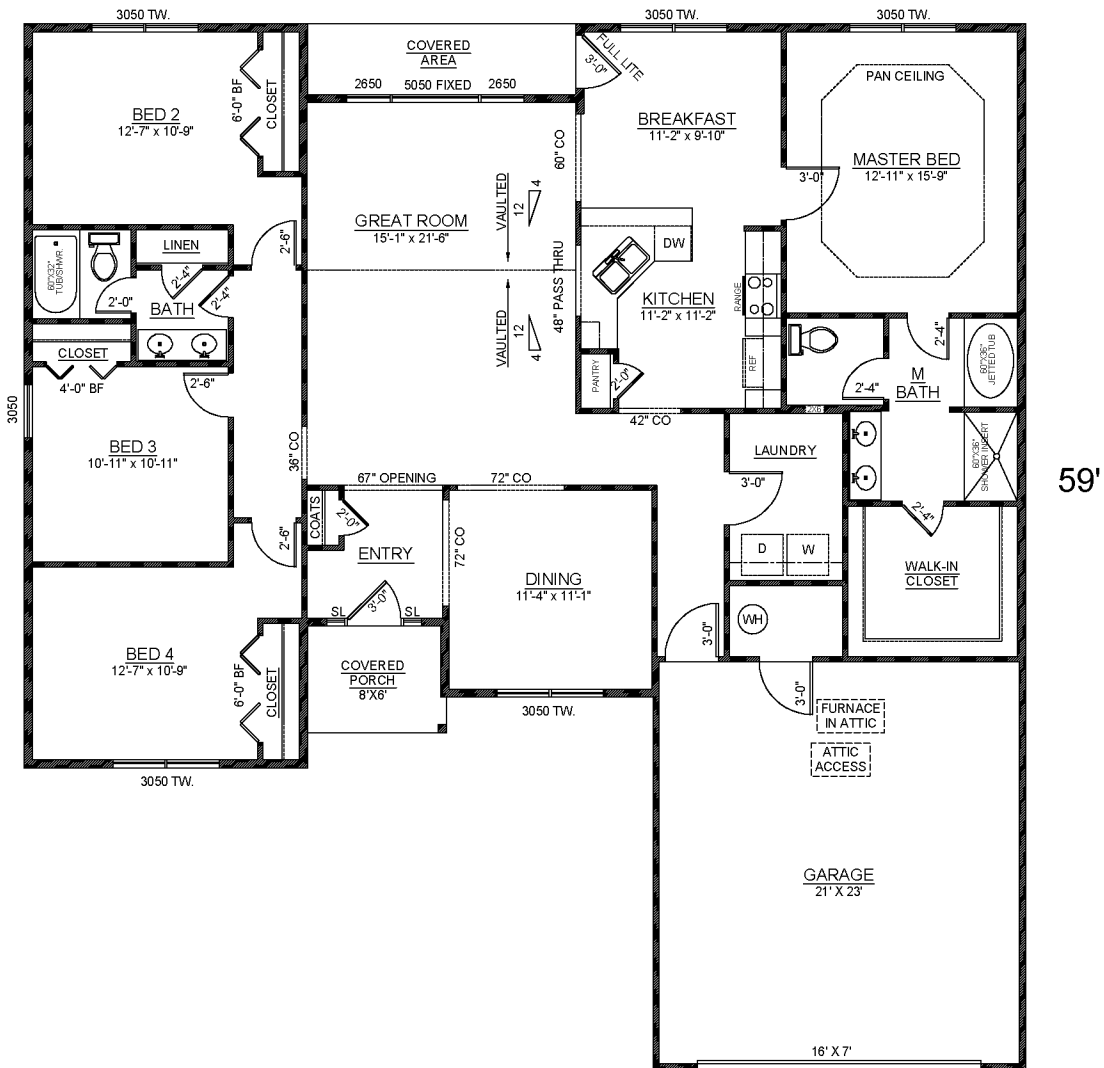 3050 TW.
3050 TW.
3050 TW.
COVERED
AREA
FULL LITE
3'-0"
2650
5050 FIXED
2650
6'-0" BF
CLOSET
BED 2
12'-7" x 10'-9"
BREAKFAST
11'-2" x 9'-10"
60" CO
PAN CEILING
MASTER BED
12'-11" x 15'-9"
3'-0"
VAULTED
12
4
GREAT ROOM
15'-1" x 21'-6"
2'-6"
LINEN
60"X32"
TUB/SHWR.
2'-4"
2'-4"
2'-0"
BATH
DW
48" PASS THRU
KITCHEN
11'-2" x 11'-2"
RANGE
VAULTED
12
4
CLOSET
4'-0" BF
2'-6"
PANTRY
2'-0"
REF
2'-4"
2'-4"
M
BATH
60"X36"
JETTED TUB
3050
42" CO
2X6
BED 3
10'-11" x 10'-11"
36" CO
LAUNDRY
3'-0"
60"X36"
SHOWER INSERT
59'
67" OPENING
72" CO
COATS
2'-0"
2'-4"
2'-6"
ENTRY
72" CO
D
W
WALK-IN
CLOSET
DINING
11'-4" x 11'-1"
3'-0"
SL
SL
WH
3'-0"
BED 4
12'-7" x 10'-9"
6'-0" BF
CLOSET
COVERED
PORCH
8'X6'
3'-0"
3050 TW.
FURNACE
IN ATTIC
ATTIC
ACCESS
3050 TW.
GARAGE
21' X 23'
16' X 7'